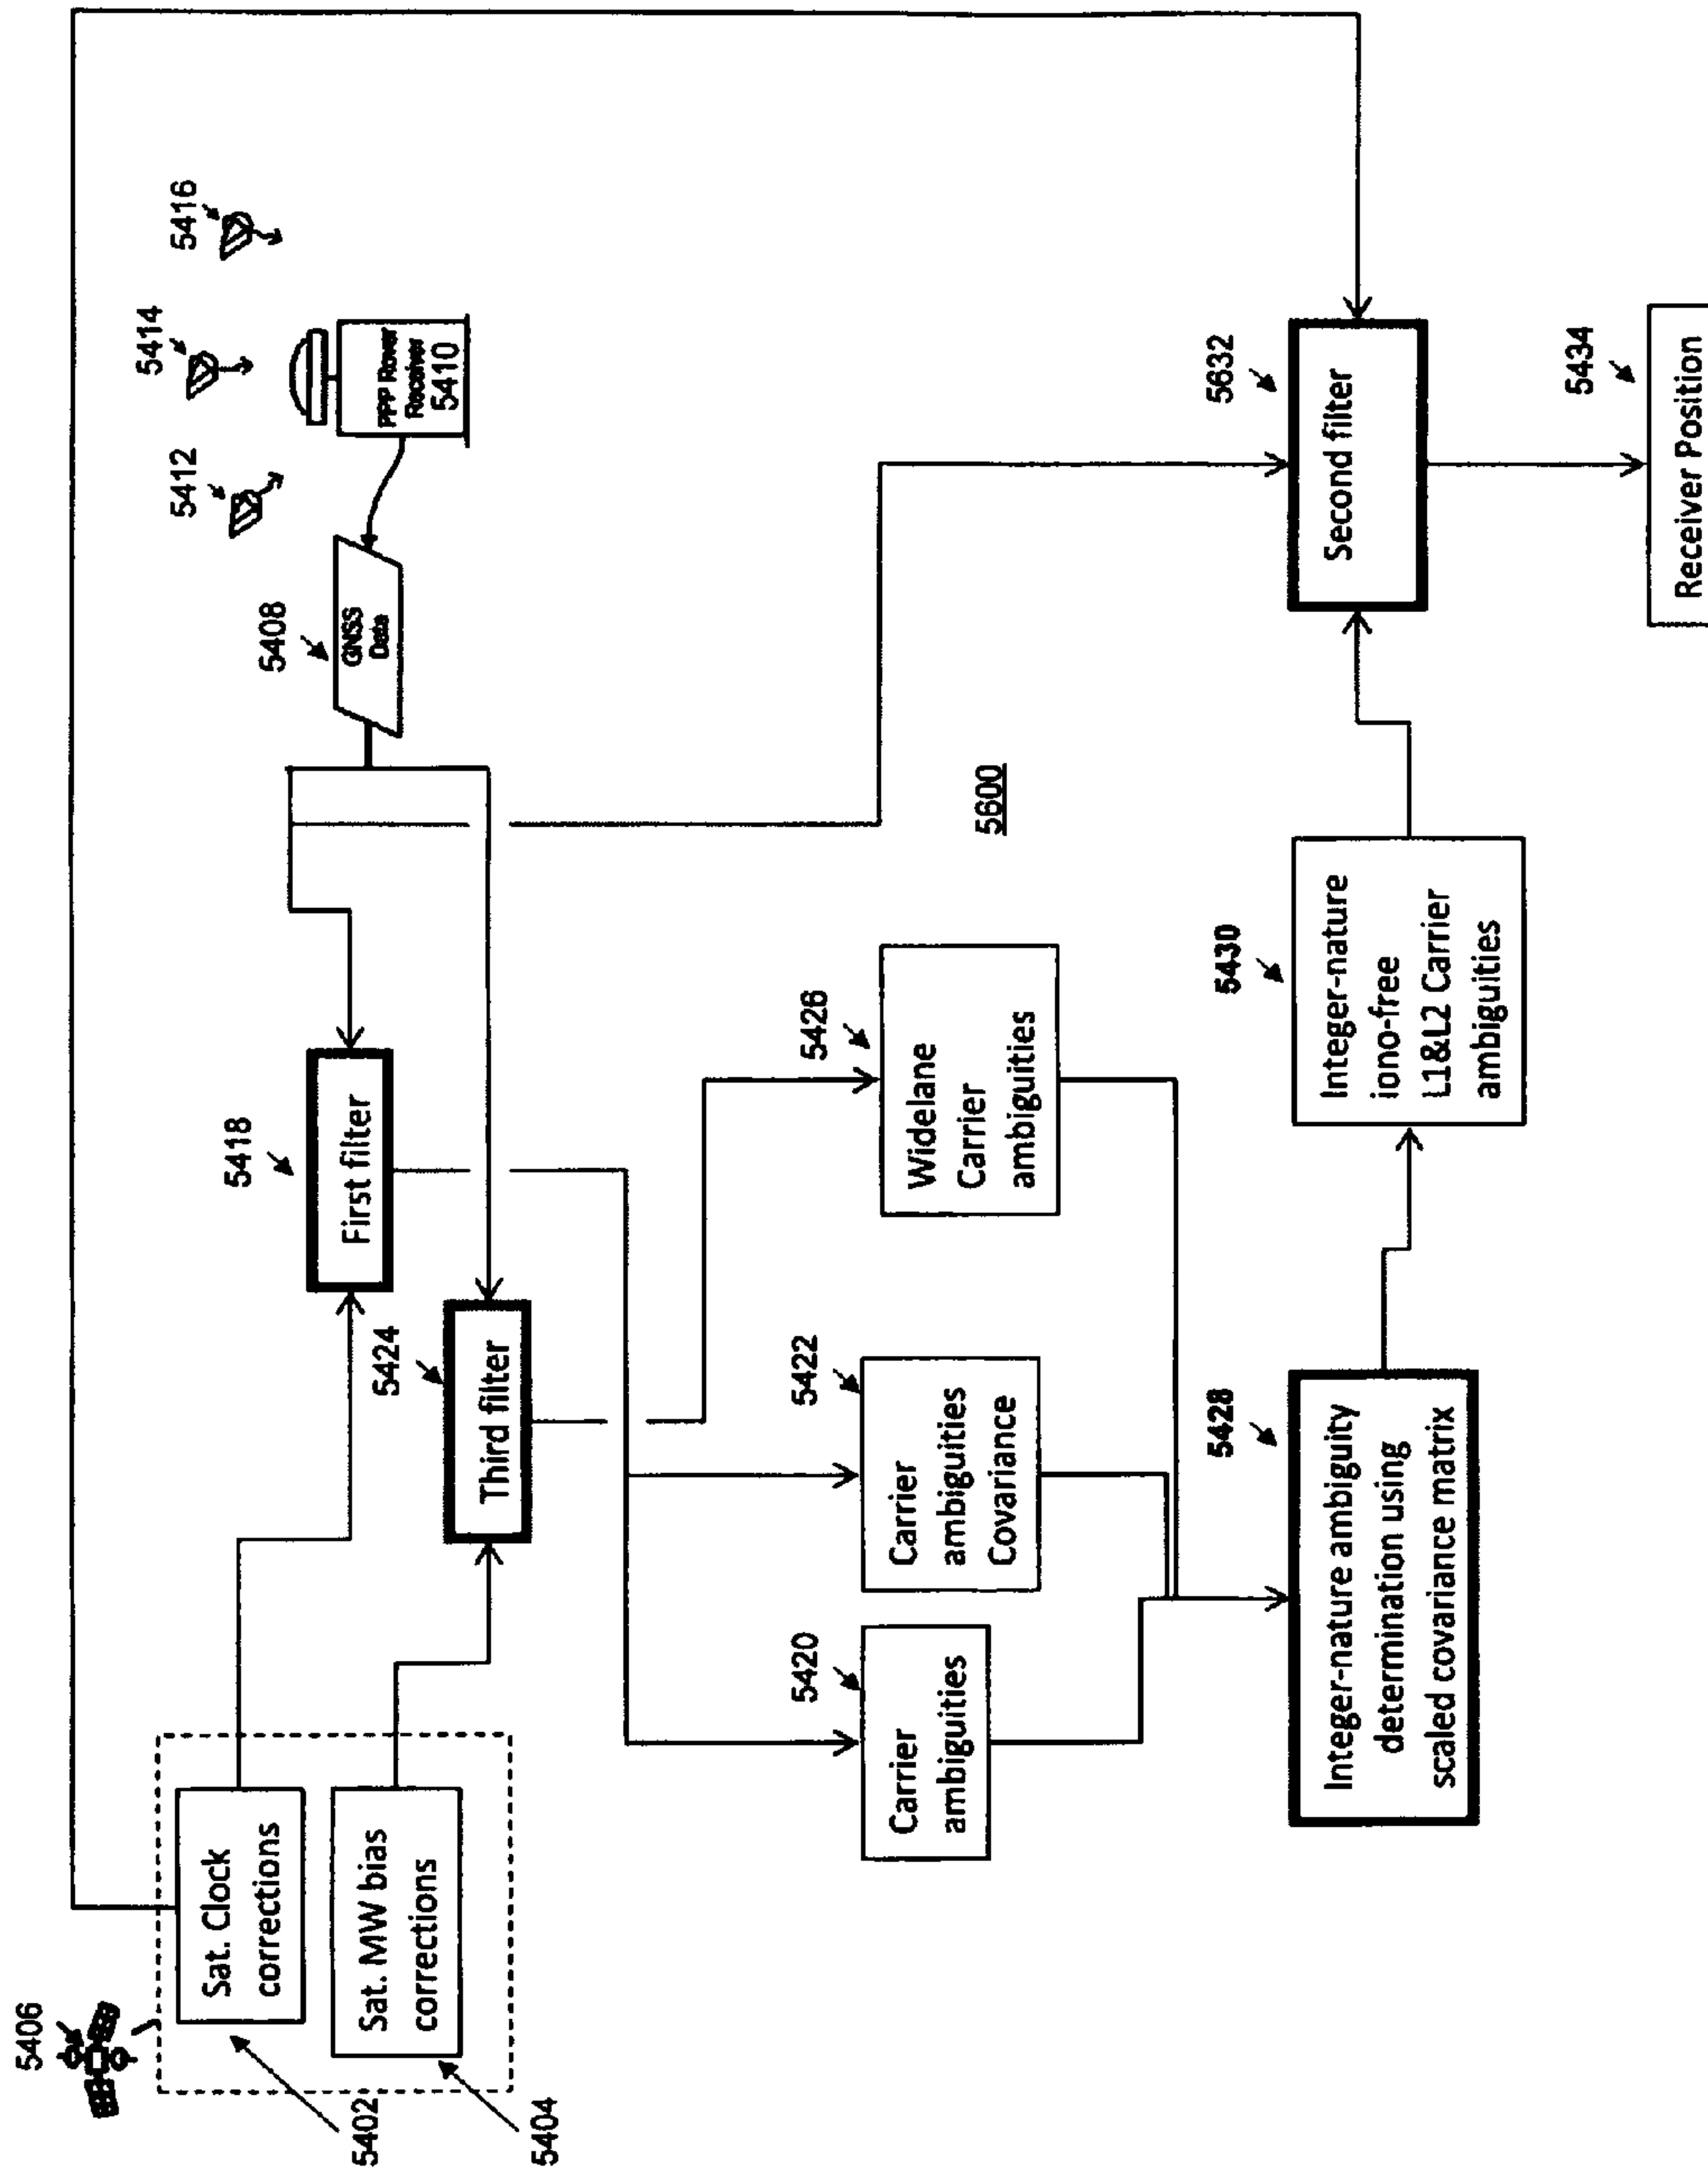 5406
Sat. Clock
corrections
5402
Sat. MW bias
corrections
5404
5412
5414
5416
PPP Rover
Receiver
5410
5408
GNSS
Data
5418
First filter
5424
Third filter
5420
Carrier
ambiguities
5422
Carrier
ambiguities
Covariance
5426
Widelane
Carrier
ambiguities
5600
5428
Integer-nature ambiguity
determination using
scaled covariance matrix
5430
Integer-nature
iono-free
L1&L2 Carrier
ambiguities
5632
Second filter
5434
Receiver Position